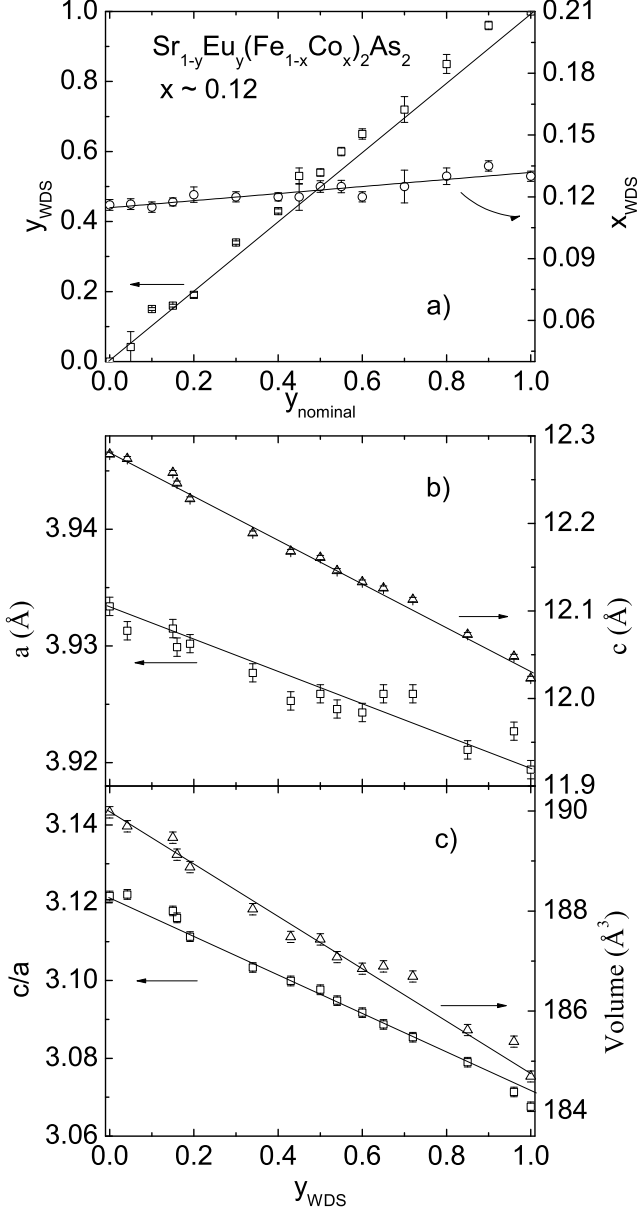 Sr1-yEuy(Fe1-xCox)2As2
x ~ 0.12
a)
yWDS
1.0
0.8
0.6
0.4
0.2
0.0
xWDS
0.21
0.18
0.15
0.12
0.09
0.06
0.0 0.2 0.4 0.6 0.8 1.0
ynominal
b)
a (Å)
3.94
3.93
3.92
c (Å)
12.3
12.2
12.1
12.0
11.9
c)
c/a
3.14
3.12
3.10
3.08
3.06
Volume (Å3)
190
188
186
184
0.0 0.2 0.4 0.6 0.8 1.0
yWDS